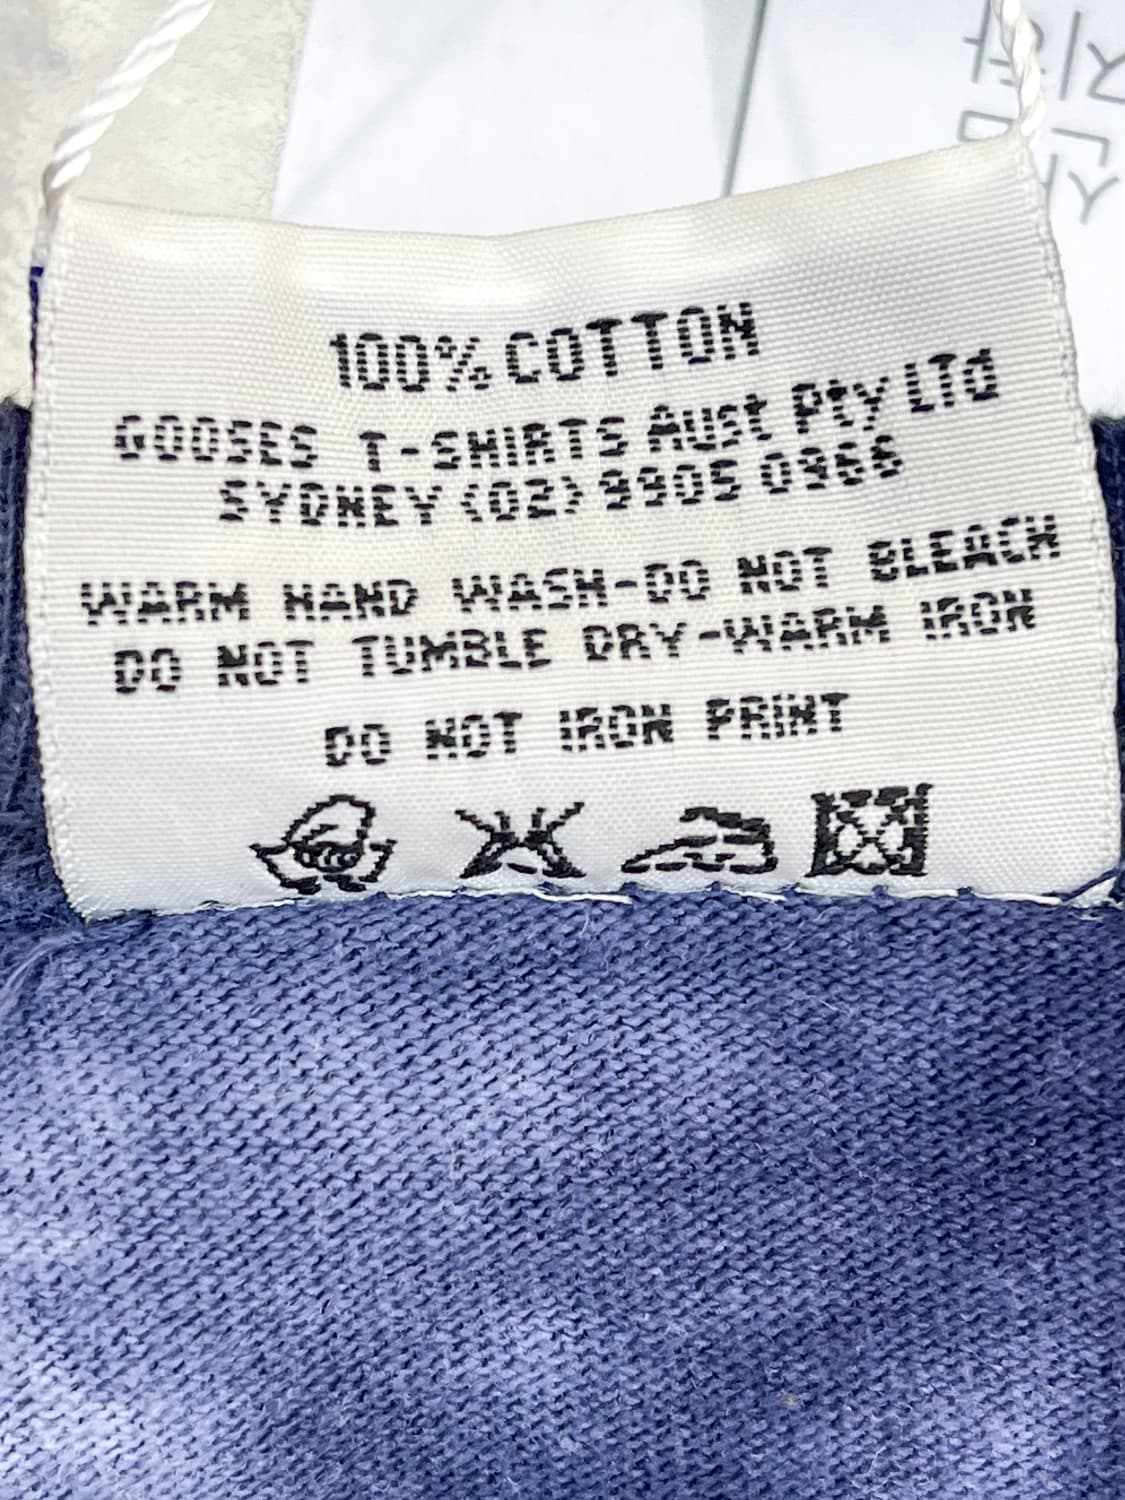 100% COTTON
GOOSES T-SHIRTS Aust Pty LTd
SYDNEY (02) 9905 0966
WARM HAND WASH-DO NOT BLEACH
DO NOT TUMBLE DRY-WARM IRON
DO NOT IRON PRINT